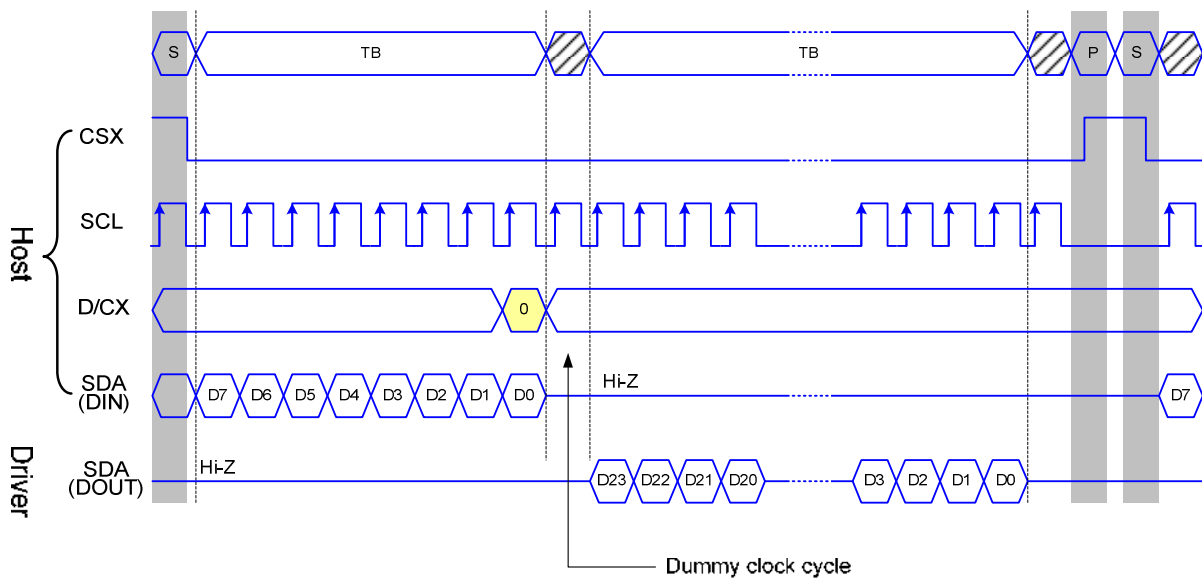 S TB TB P S
CSX
SCL
D/CX 0
Host
SDA
(DIN) D7 D6 D5 D4 D3 D2 D1 D0 Hi-Z D7
Driver
SDA
(DOUT) Hi-Z D23 D22 D21 D20 D3 D2 D1 D0
Dummy clock cycle